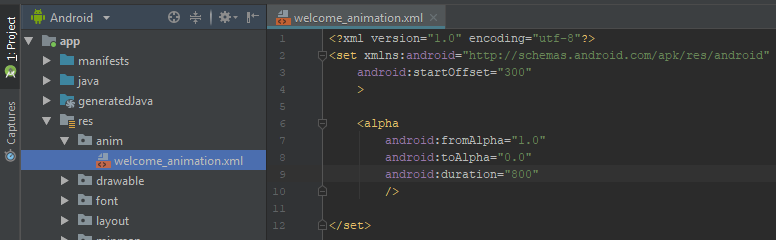 Android
welcome_animation.xml
1: Project
Captures
app
manifests
java
generatedJava
res
anim
welcome_animation.xml
drawable
font
layout
1 <?xml version="1.0" encoding="utf-8"?>
2 <set xmlns:android="http://schemas.android.com/apk/res/android"
3 android:startOffset="300"
4 >
5
6 <alpha
7 android:fromAlpha="1.0"
8 android:toAlpha="0.0"
9 android:duration="800"
10 />
11
12 </set>